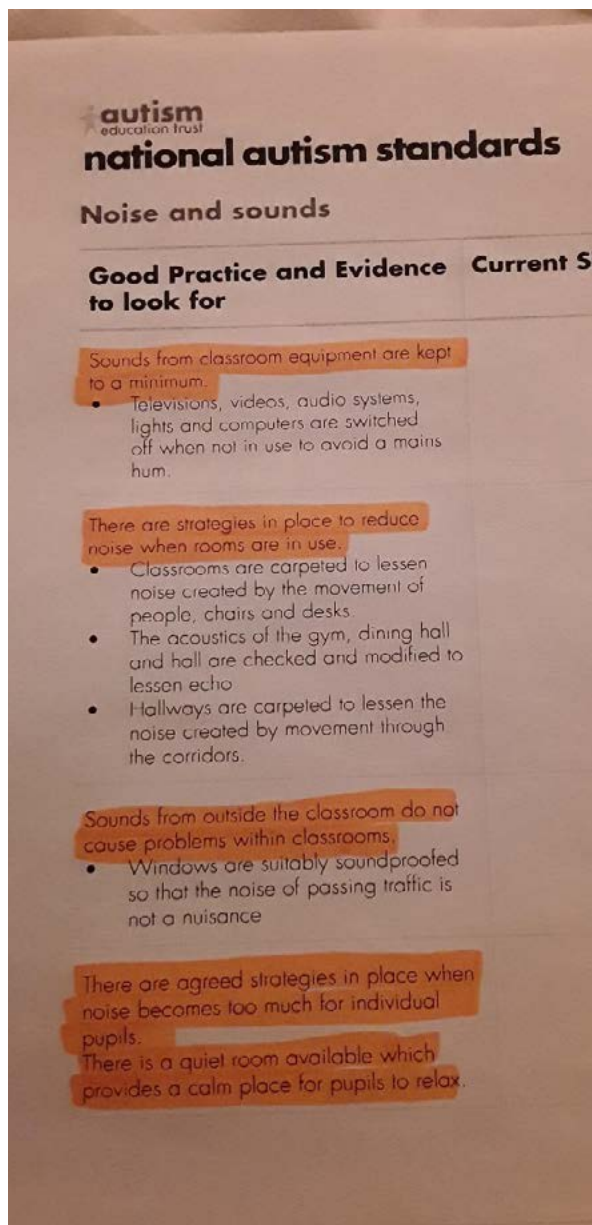 autism
education trust
national autism standards
Noise and sounds
Good Practice and Evidence Current S
to look for
Sounds from classroom equipment are kept
to a minimum.
• Televisions, videos, audio systems,
lights and computers are switched
off when not in use to avoid a mains
hum.
There are strategies in place to reduce
noise when rooms are in use.
• Classrooms are carpeted to lessen
noise created by the movement of
people, chairs and desks.
• The acoustics of the gym, dining hall
and hall are checked and modified to
lessen echo
• Hallways are carpeted to lessen the
noise created by movement through
the corridors.
Sounds from outside the classroom do not
cause problems within classrooms.
• Windows are suitably soundproofed
so that the noise of passing traffic is
not a nuisance
There are agreed strategies in place when
noise becomes too much for individual
pupils.
There is a quiet room available which
provides a calm place for pupils to relax.